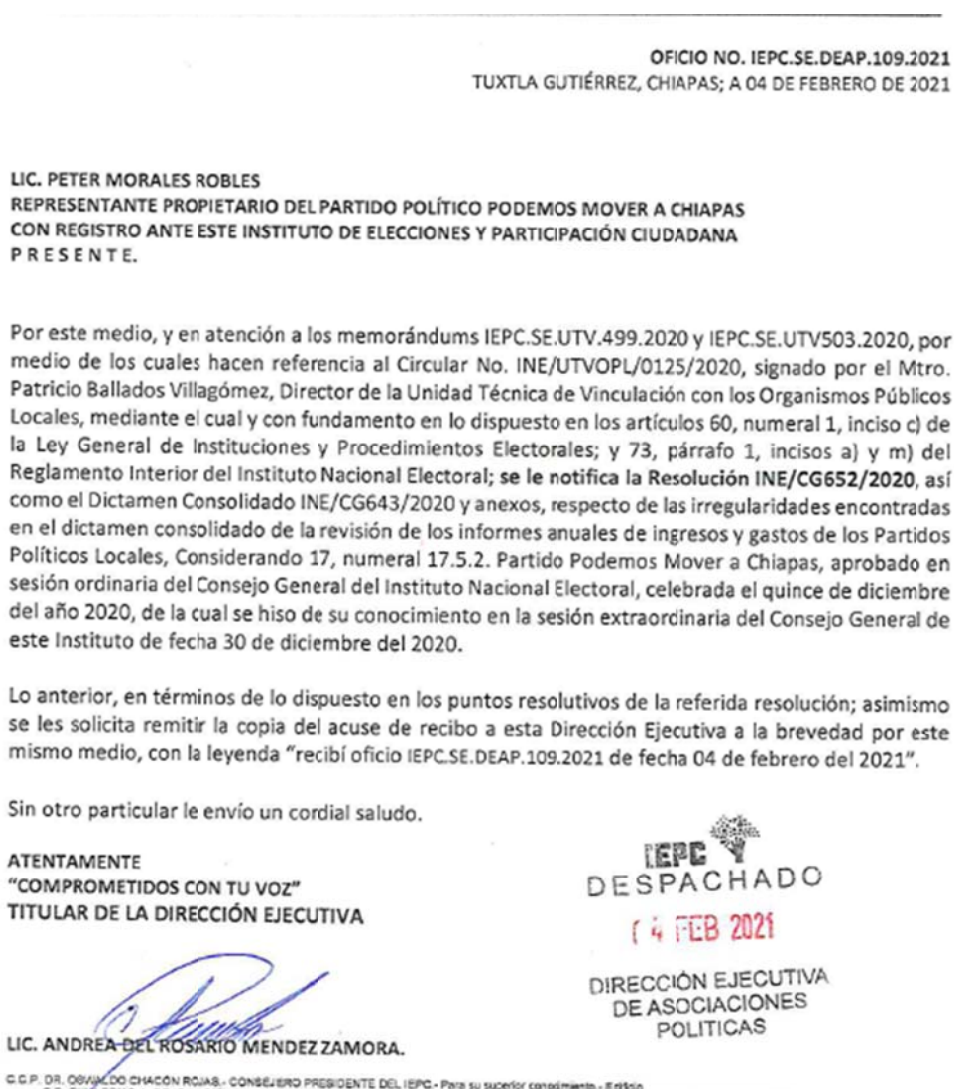 OFICIO NO. IEPC.SE.DEAP.109.2021
TUXTLA GUTIÉRREZ, CHIAPAS; A 04 DE FEBRERO DE 2021
LIC. PETER MORALES ROBLES
REPRESENTANTE PROPIETARIO DEL PARTIDO POLÍTICO PODEMOS MOVER A CHIAPAS
CON REGISTRO ANTE ESTE INSTITUTO DE ELECCIONES Y PARTICIPACIÓN CIUDADANA
P R E S E N T E.
Por este medio, y en atención a los memorándums IEPC.SE.UTV.499.2020 y IEPC.SE.UTV503.2020, por
medio de los cuales hacen referencia al Circular No. INE/UTVOPL/0125/2020, signado por el Mtro.
Patricio Ballados Villagómez, Director de la Unidad Técnica de Vinculación con los Organismos Públicos
Locales, mediante el cual y con fundamento en lo dispuesto en los artículos 60, numeral 1, inciso c) de
la Ley General de Instituciones y Procedimientos Electorales; y 73, párrafo 1, incisos a) y m) del
Reglamento Interior del Instituto Nacional Electoral; se le notifica la Resolución INE/CG652/2020, así
como el Dictamen Consolidado INE/CG643/2020 y anexos, respecto de las irregularidades encontradas
en el dictamen consolidado de la revisión de los informes anuales de ingresos y gastos de los Partidos
Políticos Locales, Considerando 17, numeral 17.5.2. Partido Podemos Mover a Chiapas, aprobado en
sesión ordinaria del Consejo General del Instituto Nacional Electoral, celebrada el quince de diciembre
del año 2020, de la cual se hiso de su conocimiento en la sesión extraordinaria del Consejo General de
este Instituto de fecha 30 de diciembre del 2020.
Lo anterior, en términos de lo dispuesto en los puntos resolutivos de la referida resolución; asimismo
se les solicita remitir la copia del acuse de recibo a esta Dirección Ejecutiva a la brevedad por este
mismo medio, con la leyenda "recibí oficio IEPC.SE.DEAP.109.2021 de fecha 04 de febrero del 2021".
Sin otro particular le envío un cordial saludo.
ATENTAMENTE
"COMPROMETIDOS CON TU VOZ"
TITULAR DE LA DIRECCIÓN EJECUTIVA
IEPC
DESPACHADO
4 FEB 2021
DIRECCIÓN EJECUTIVA
DE ASOCIACIONES
POLITICAS
LIC. ANDREA DEL ROSARIO MENDEZ ZAMORA.
C.C.P. DR. OSWALDO CHACÓN ROJAS.- CONSEJERO PRESIDENTE DEL IEPC.- Para su superior conocimiento.- Edificio